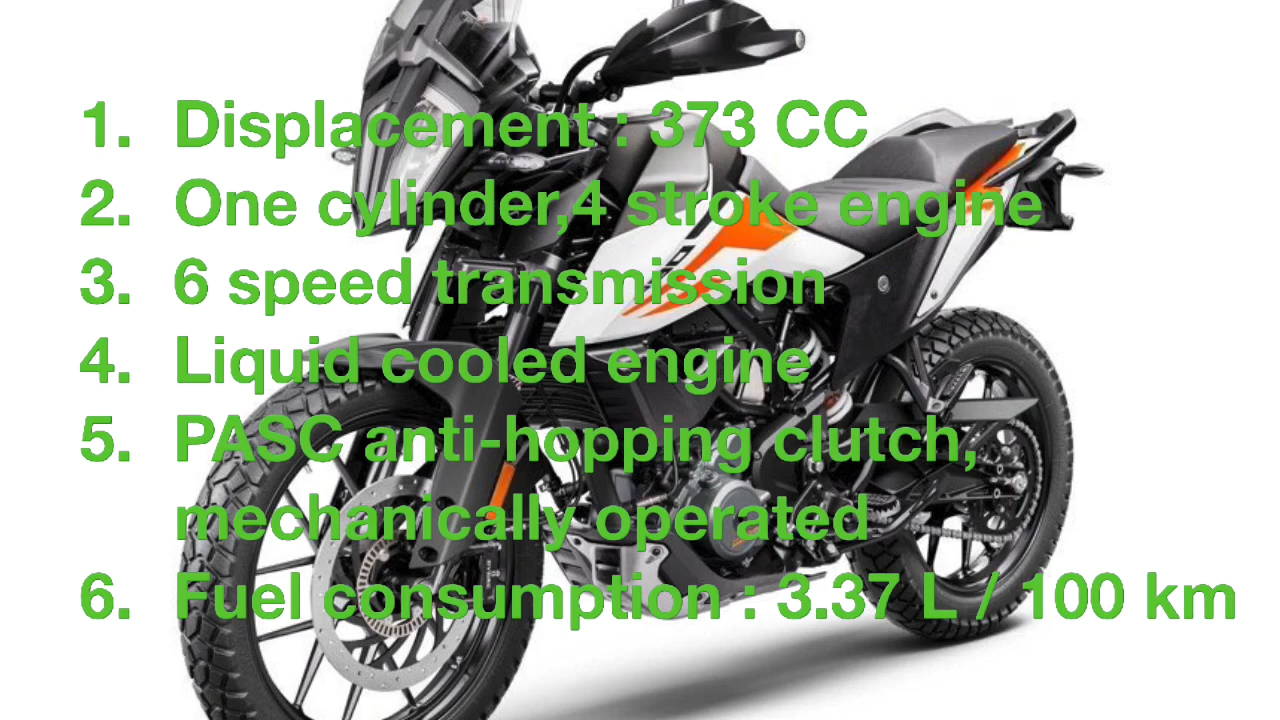 1. Displacement : 373 CC
2. One cylinder,4 stroke engine
3. 6 speed transmission
4. Liquid cooled engine
5. PASC anti-hopping clutch,
mechanically operated
6. Fuel consumption : 3.37 L / 100 km